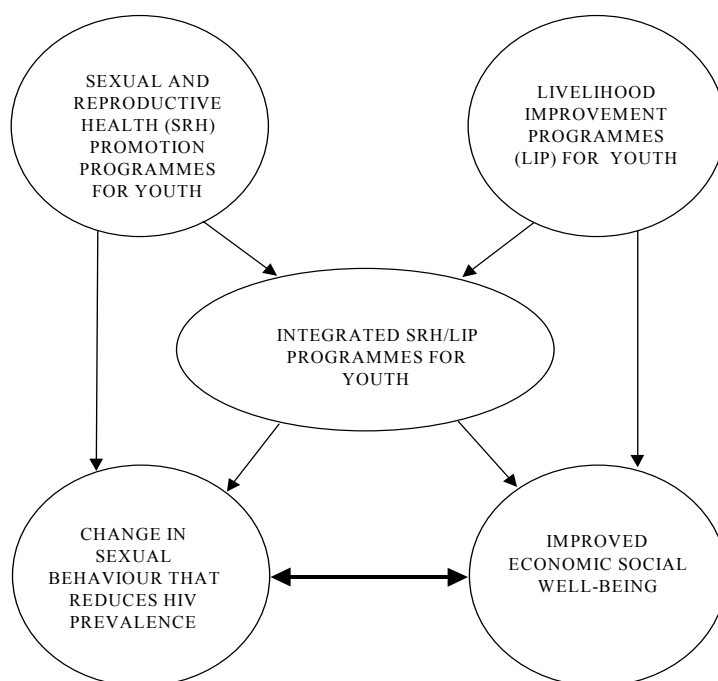 SEXUAL AND
REPRODUCTIVE
HEALTH (SRH)
PROMOTION
PROGRAMMES
FOR YOUTH
LIVELIHOOD
IMPROVEMENT
PROGRAMMES
(LIP) FOR YOUTH
INTEGRATED SRH/LIP
PROGRAMMES FOR
YOUTH
CHANGE IN
SEXUAL
BEHAVIOUR THAT
REDUCES HIV
PREVALENCE
IMPROVED
ECONOMIC SOCIAL
WELL-BEING